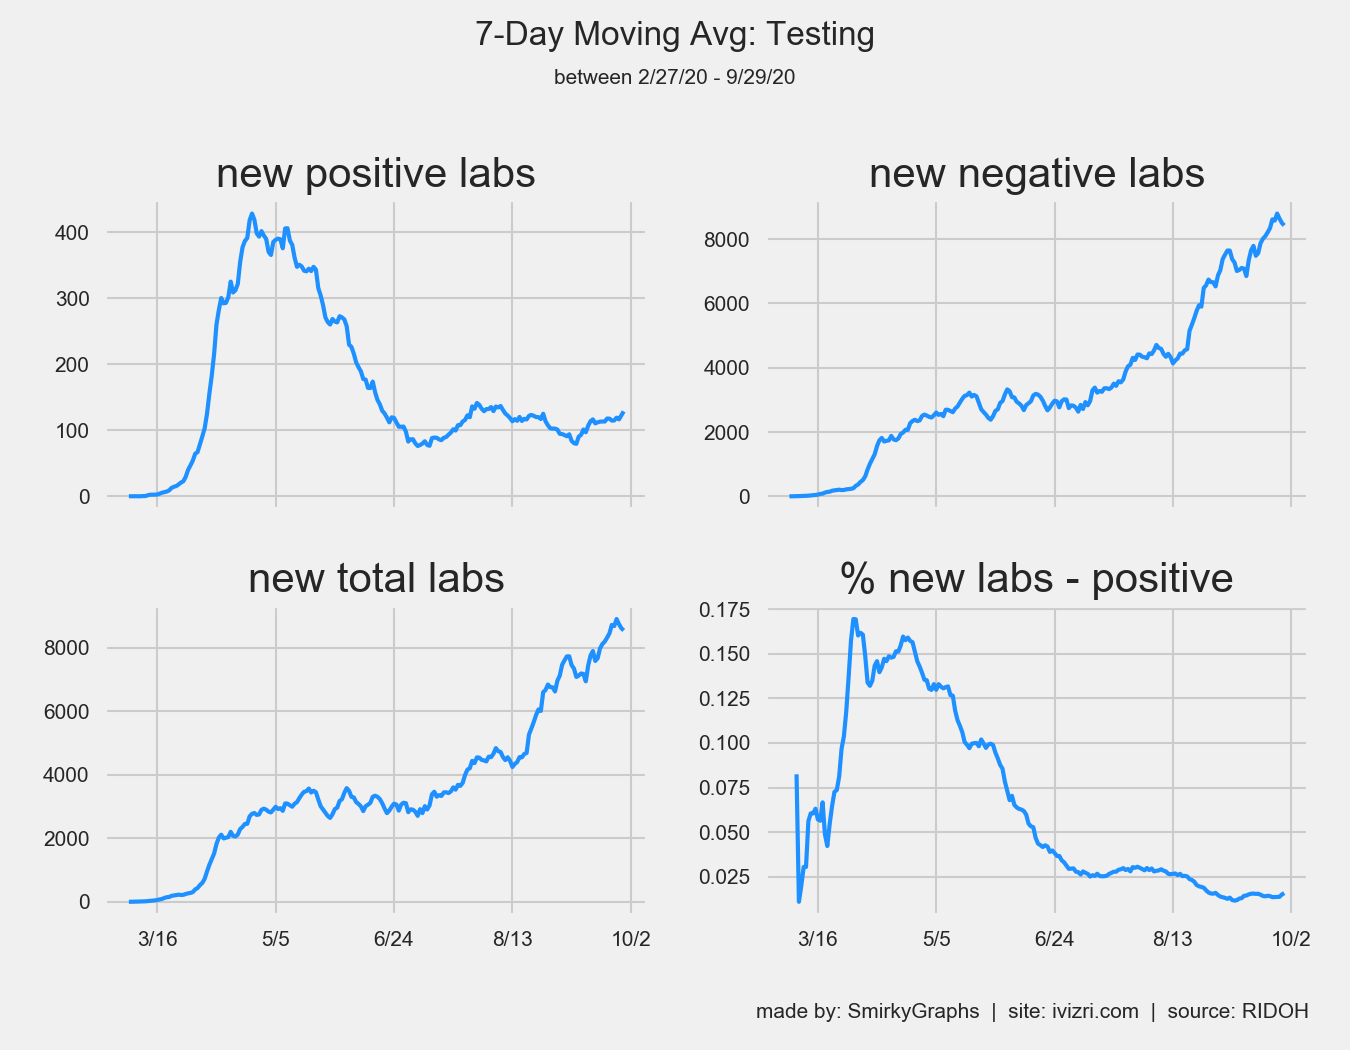 7-Day Moving Avg: Testing
between 2/27/20 - 9/29/20
new positive labs
400
300
200
100
0
new negative labs
8000
6000
4000
2000
0
new total labs
8000
6000
4000
2000
0
3/16 5/5 6/24 8/13 10/2
% new labs - positive
0.175
0.150
0.125
0.100
0.075
0.050
0.025
3/16 5/5 6/24 8/13 10/2
made by: SmirkyGraphs | site: ivizri.com | source: RIDOH